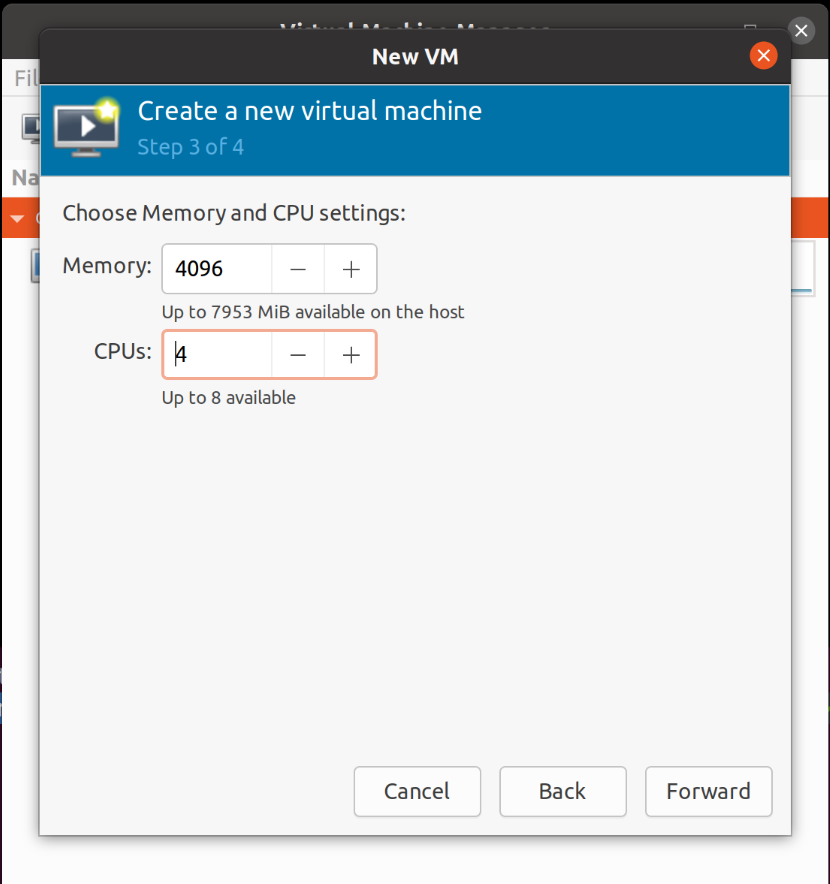 New VM
Create a new virtual machine
Step 3 of 4
Choose Memory and CPU settings:
Memory: 4096
Up to 7953 MiB available on the host
CPUs: 4
Up to 8 available
Cancel Back Forward